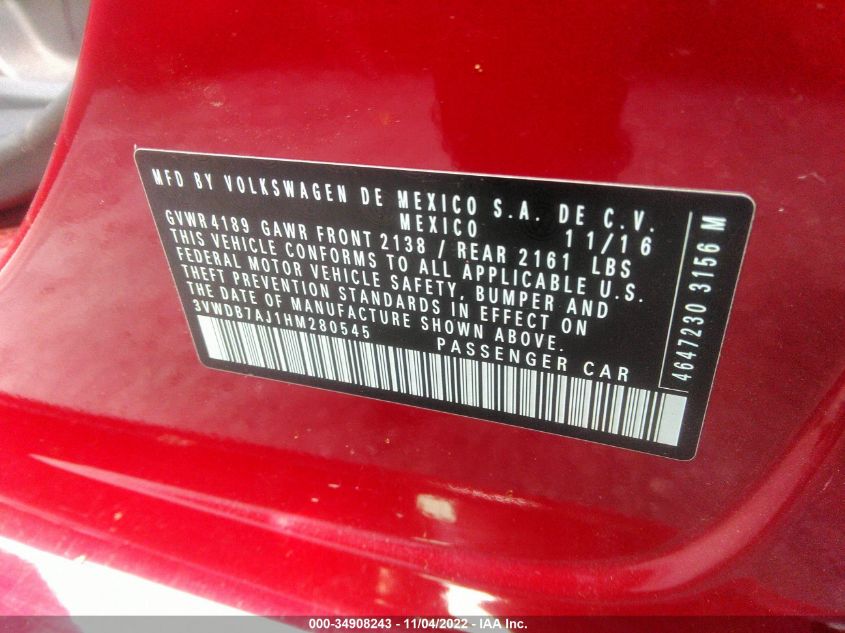 MFD BY VOLKSWAGEN DE MEXICO S.A. DE C.V.
MEXICO 11/16
GVWR 4189 GAWR FRONT 2138 / REAR 2161 LBS
THIS VEHICLE CONFORMS TO ALL APPLICABLE U.S.
FEDERAL MOTOR VEHICLE SAFETY, BUMPER AND
THEFT PREVENTION STANDARDS IN EFFECT ON
THE DATE OF MANUFACTURE SHOWN ABOVE.
3VWDB7AJ1HM280545 PASSENGER CAR
4647230 3156 M
000-34908243 - 11/04/2022 - IAA Inc.